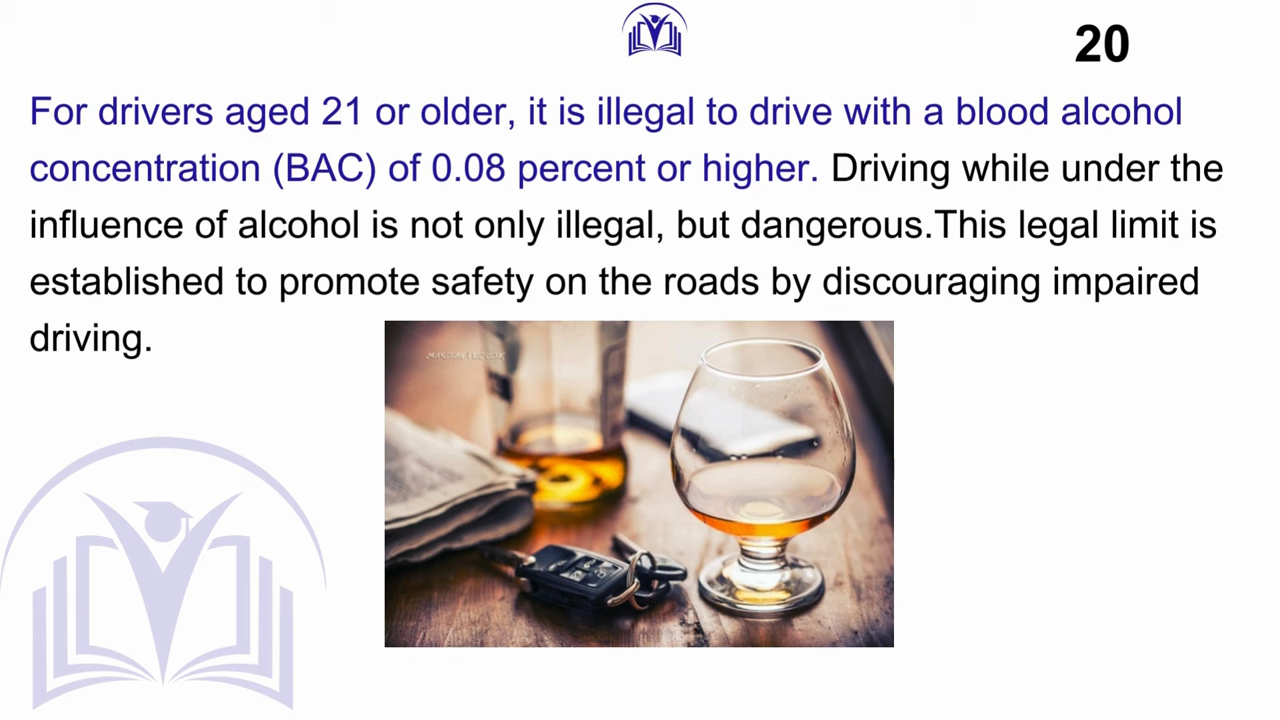 20
For drivers aged 21 or older, it is illegal to drive with a blood alcohol
concentration (BAC) of 0.08 percent or higher. Driving while under the
influence of alcohol is not only illegal, but dangerous.This legal limit is
established to promote safety on the roads by discouraging impaired
driving.